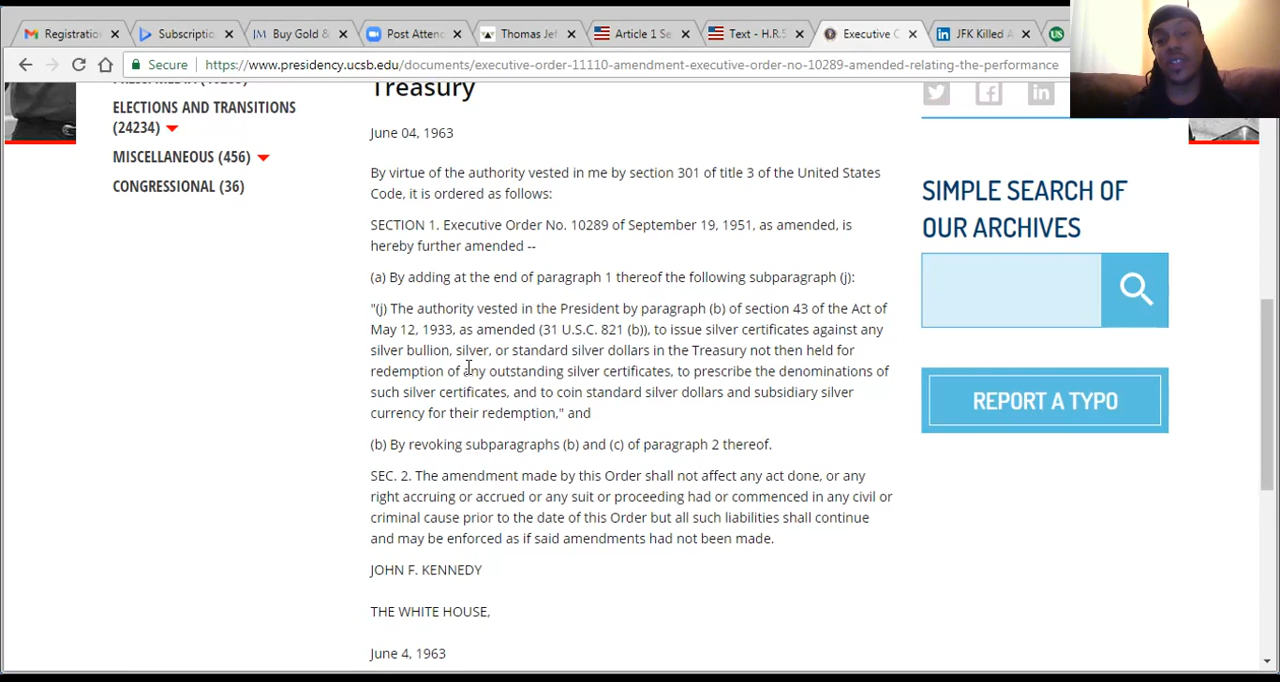 Registratio
Subscriptio
JM Buy Gold &
Post Attenc
Thomas Jef
Article 1 Se
Text - H.R.5
Executive C
in JFK Killed A
US
Secure
https://www.presidency.ucsb.edu/documents/executive-order-11110-amendment-executive-order-no-10289-amended-relating-the-performance
ELECTIONS AND TRANSITIONS
(24234)
MISCELLANEOUS (456)
CONGRESSIONAL (36)
Treasury
June 04, 1963
By virtue of the authority vested in me by section 301 of title 3 of the United States
Code, it is ordered as follows:
SECTION 1. Executive Order No. 10289 of September 19, 1951, as amended, is
hereby further amended --
(a) By adding at the end of paragraph 1 thereof the following subparagraph (j):
"(j) The authority vested in the President by paragraph (b) of section 43 of the Act of
May 12, 1933, as amended (31 U.S.C. 821 (b)), to issue silver certificates against any
silver bullion, silver, or standard silver dollars in the Treasury not then held for
redemption of any outstanding silver certificates, to prescribe the denominations of
such silver certificates, and to coin standard silver dollars and subsidiary silver
currency for their redemption," and
(b) By revoking subparagraphs (b) and (c) of paragraph 2 thereof.
SEC. 2. The amendment made by this Order shall not affect any act done, or any
right accruing or accrued or any suit or proceeding had or commenced in any civil or
criminal cause prior to the date of this Order but all such liabilities shall continue
and may be enforced as if said amendments had not been made.
JOHN F. KENNEDY
THE WHITE HOUSE,
June 4, 1963
in
SIMPLE SEARCH OF
OUR ARCHIVES
REPORT A TYPO